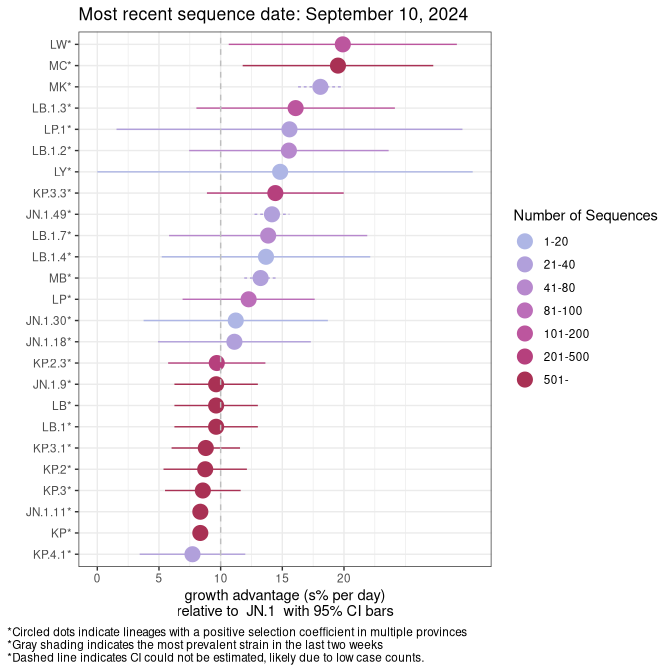 Most recent sequence date: September 10, 2024
LW*
MC*
MK*
LB.1.3*
LP.1*
LB.1.2*
LY*
KP.3.3*
JN.1.49*
LB.1.7*
LB.1.4*
MB*
LP*
JN.1.30*
JN.1.18*
KP.2.3*
JN.1.9*
LB*
LB.1*
KP.3.1*
KP.2*
KP.3*
JN.1.11*
KP*
KP.4.1*
0 5 10 15 20
growth advantage (s% per day)
relative to JN.1 with 95% CI bars
Number of Sequences
1-20
21-40
41-80
81-100
101-200
201-500
501-
*Circled dots indicate lineages with a positive selection coefficient in multiple provinces
*Gray shading indicates the most prevalent strain in the last two weeks
*Dashed line indicates CI could not be estimated, likely due to low case counts.